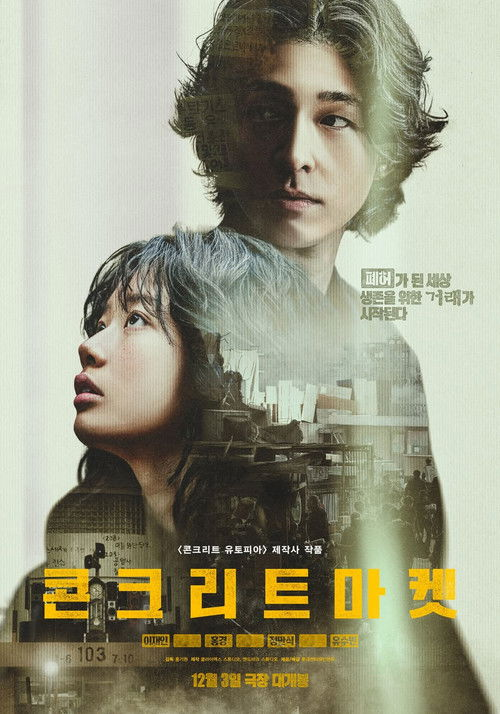 폐허가 된 세상
생존을 위한 거래가
시작된다
<콘크리트 유토피아> 제작사 작품
콘크리트마켓
이재인 홍경 정만식 유수빈
103 7-10
12월 3일 극장 대개봉